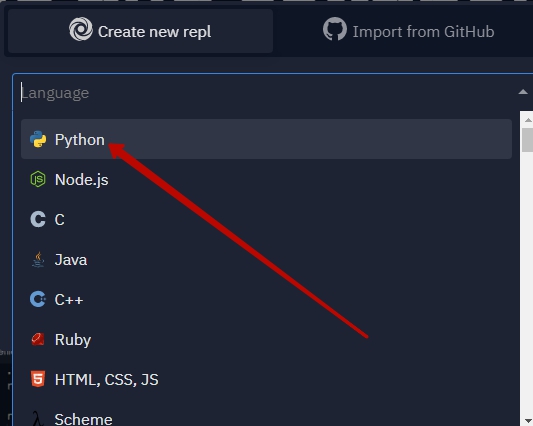 Create new repl
Import from GitHub
Language
Python
Node.js
C
Java
C++
Ruby
HTML, CSS, JS
Scheme